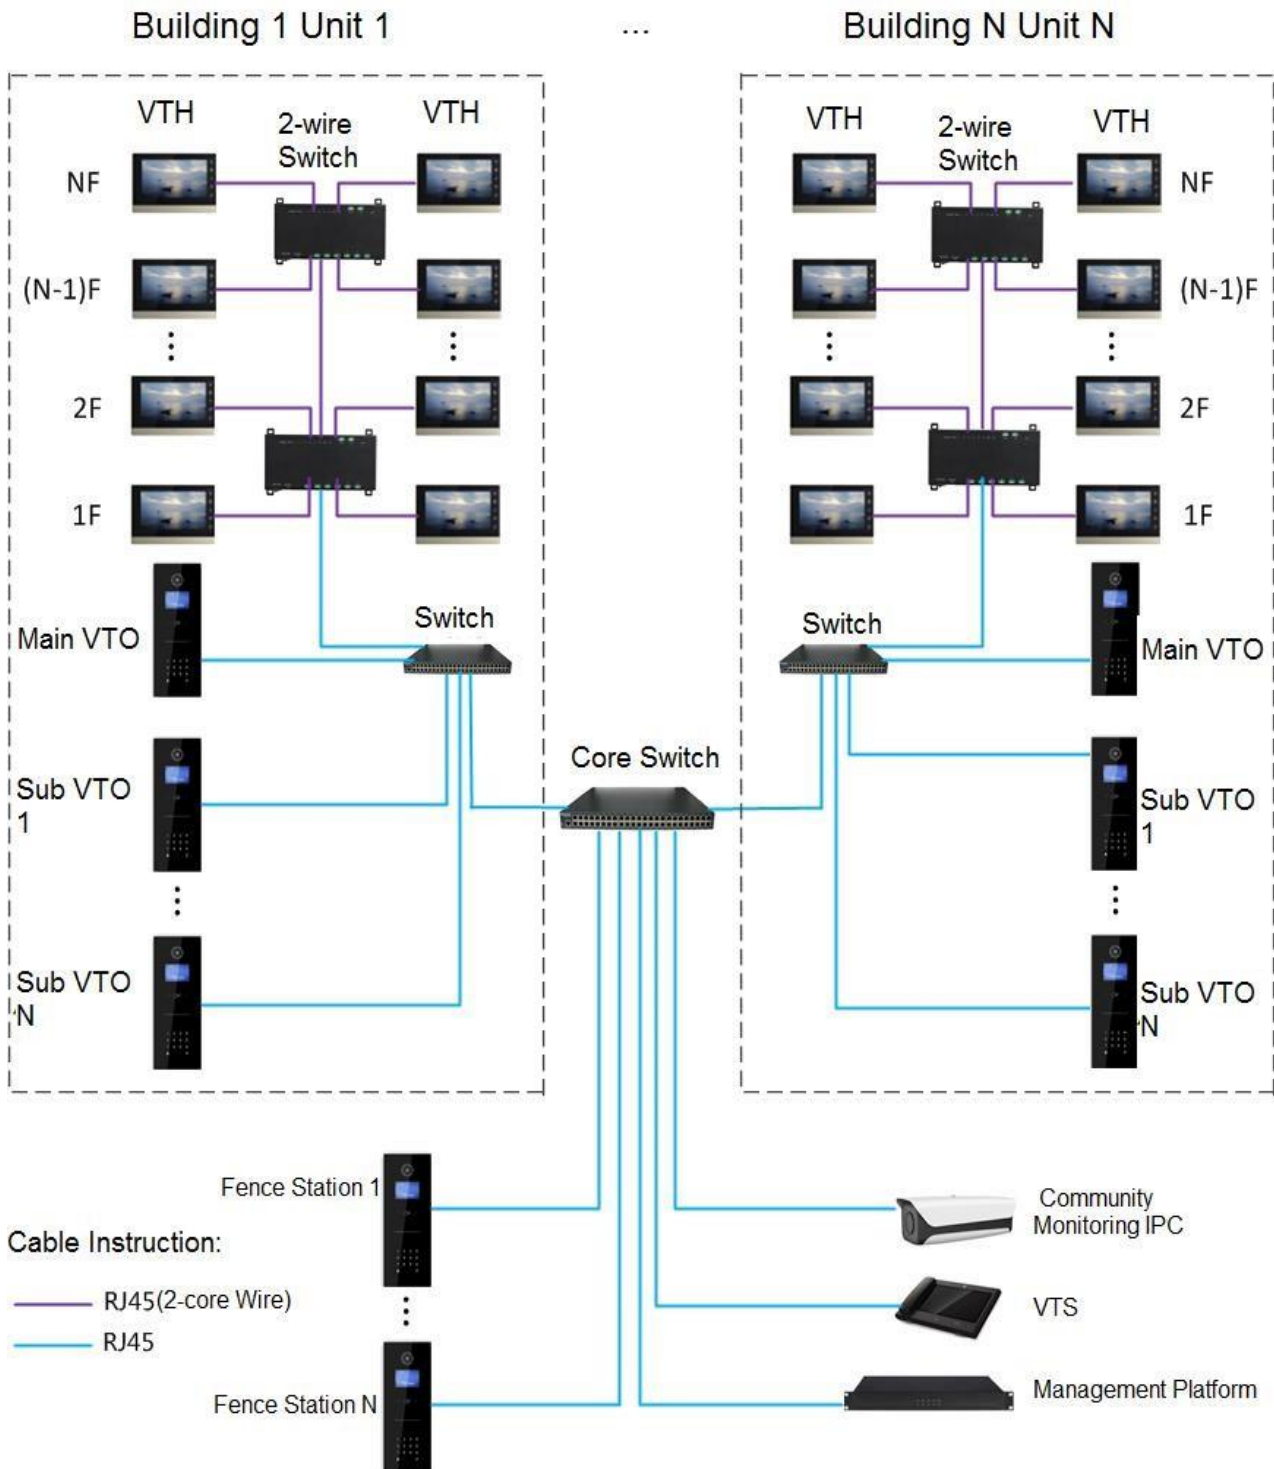 Building 1 Unit 1
...
Building N Unit N
VTH
2-wire
Switch
VTH
NF
(N-1)F
2F
1F
Main VTO
Switch
Sub VTO
1
Sub VTO
N
VTH
2-wire
Switch
VTH
NF
(N-1)F
2F
1F
Switch
Main VTO
Sub VTO
1
Sub VTO
N
Core Switch
Fence Station 1
Fence Station N
Cable Instruction:
RJ45(2-core Wire)
RJ45
Community
Monitoring IPC
VTS
Management Platform